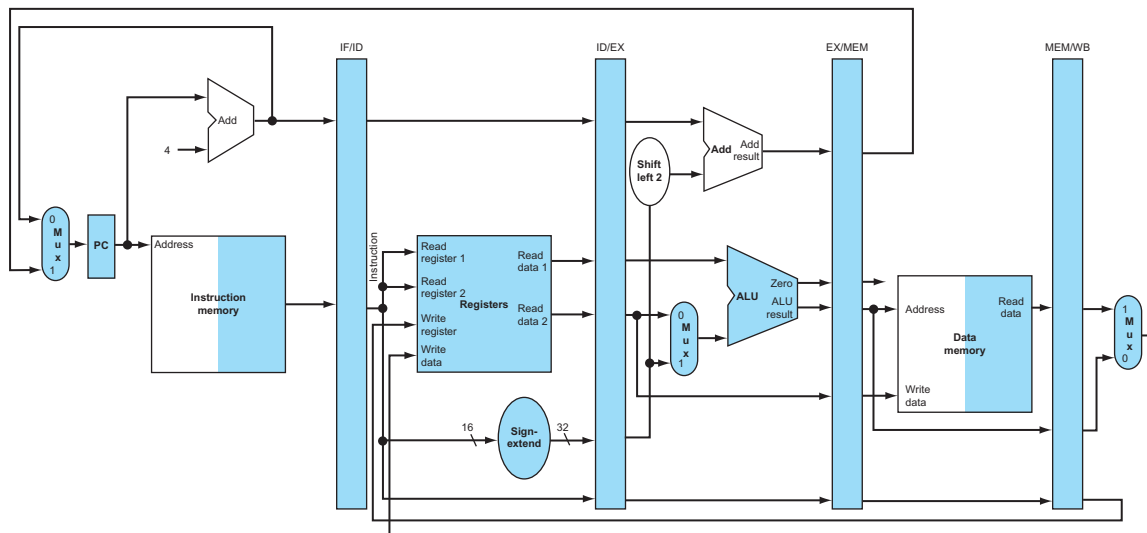 IF/ID
ID/EX
EX/MEM
MEM/WB
Add
4
Add
Add
result
Shift
left 2
0
M
u
x
1
PC
Address
Instruction
memory
Instruction
Read
register 1
Read
register 2
Registers
Write
register
Write
data
Read
data 1
Read
data 2
0
M
u
x
1
ALU
Zero
ALU
result
Address
Read
data
Data
memory
Write
data
1
M
u
x
0
16
Sign-
extend
32